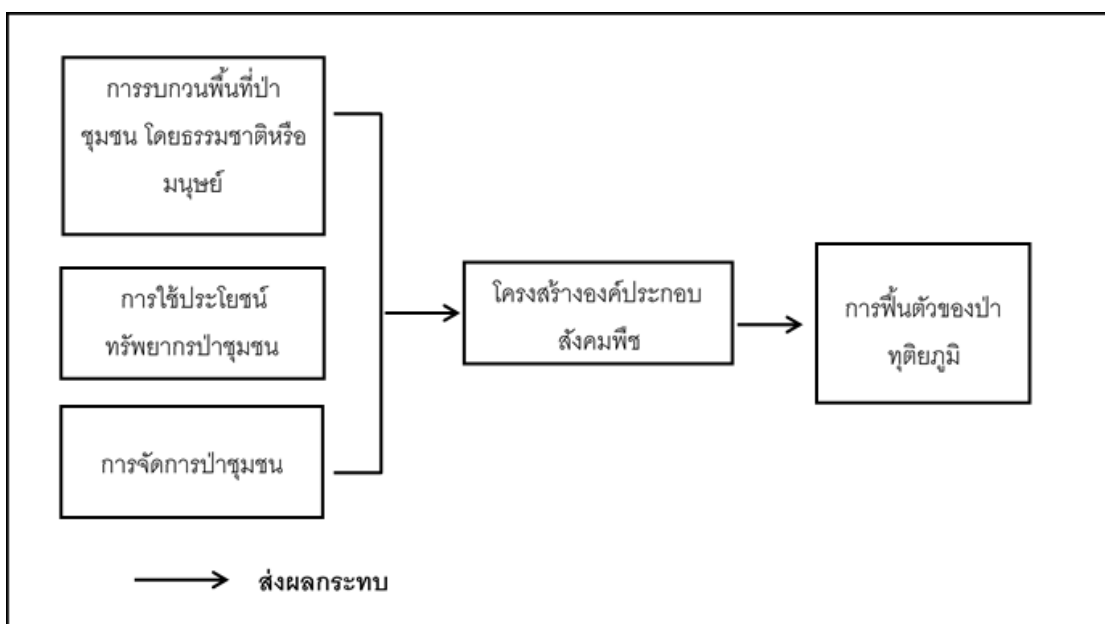 การรบกวนพื้นที่ป่า
ชุมชน โดยธรรมชาติหรือ
มนุษย์
การใช้ประโยชน์
ทรัพยากรป่าชุมชน
การจัดการป่าชุมชน
โครงสร้างองค์ประกอบ
สังคมพืช
การฟื้นตัวของป่า
ทุติยภูมิ
ส่งผลกระทบ